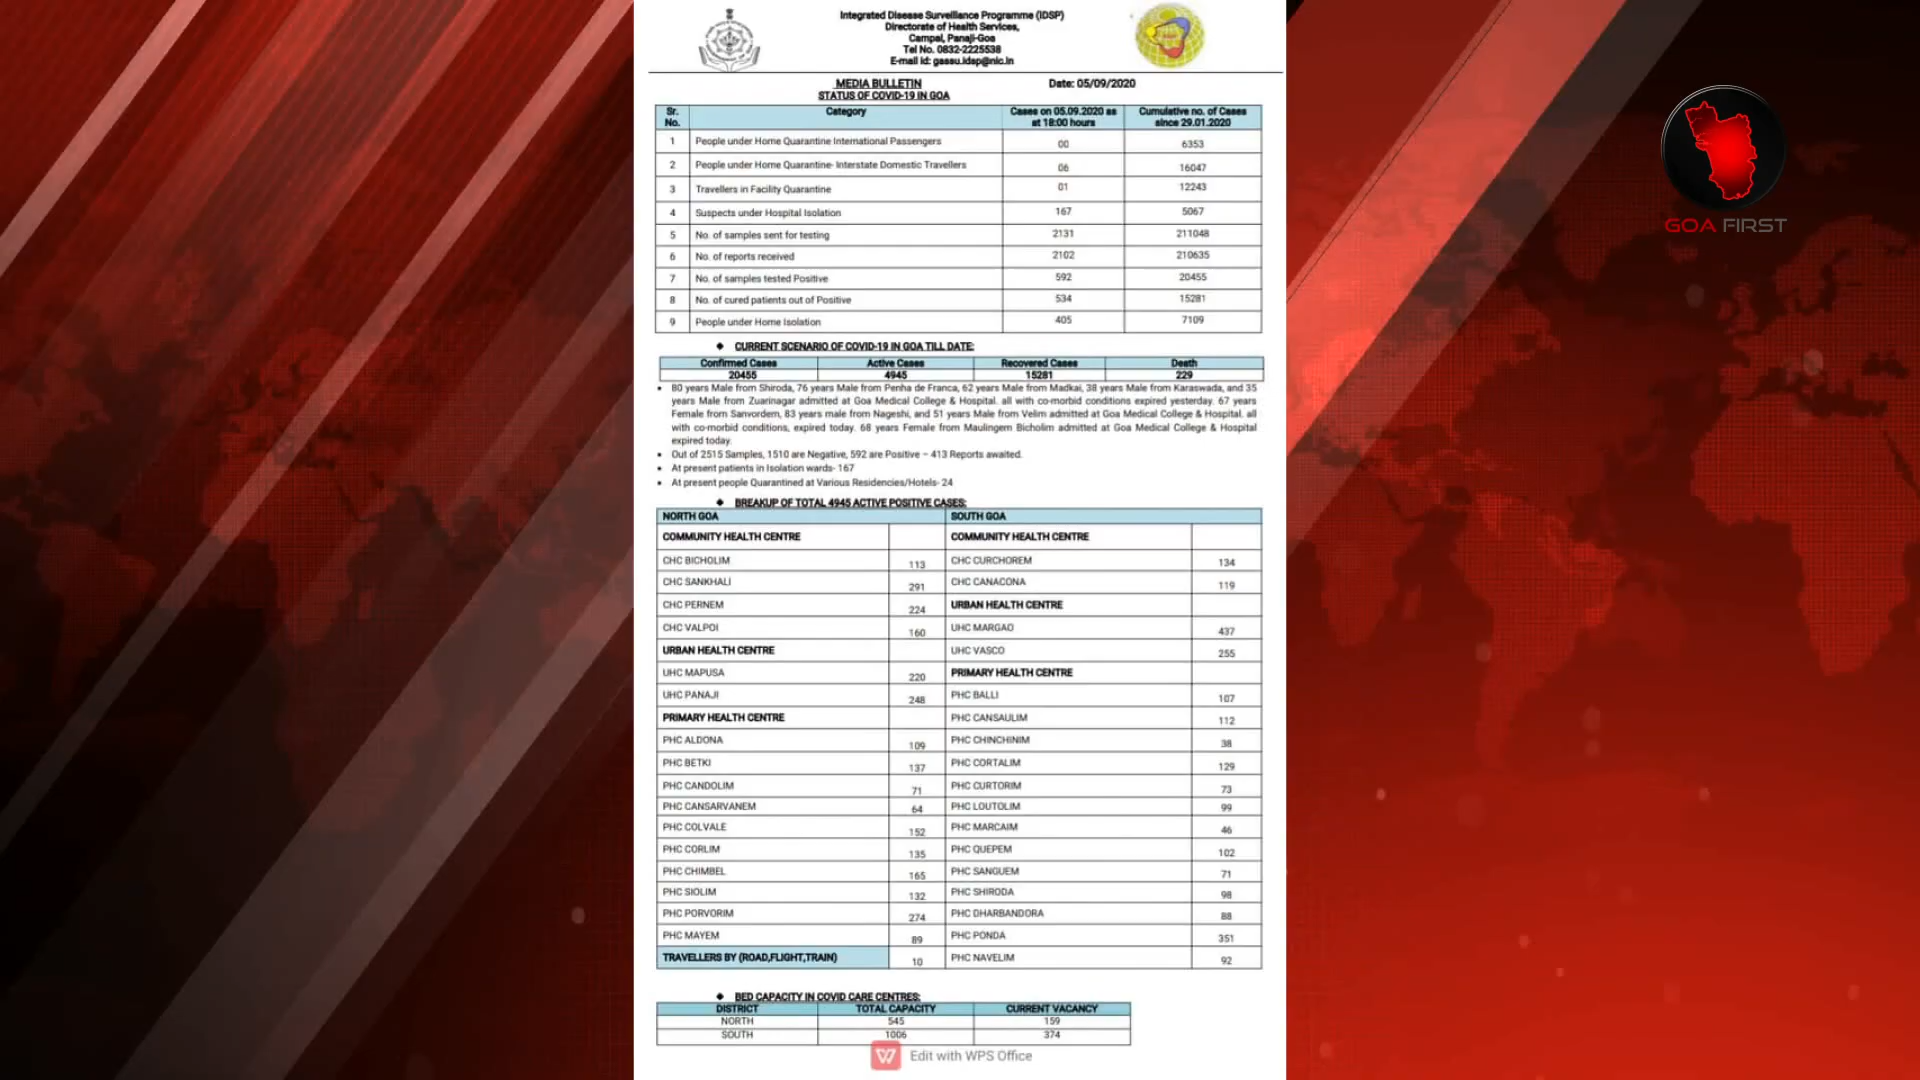 Integrated Disease Surveillance Programme (IDSP)
Directorate of Health Services,
Campal, Panaji-Goa
Tel No. 0832-2225538
E-mail id: gassu.idsp@nic.in
MEDIA BULLETIN Date: 05/09/2020
STATUS OF COVID-19 IN GOA
Sr. No. Category Cases on 05.09.2020 as at 18:00 hours Cumulative no. of Cases since 29.01.2020
1 People under Home Quarantine International Passengers 00 6353
2 People under Home Quarantine- Interstate Domestic Travellers 06 16047
3 Travellers in Facility Quarantine 01 12243
4 Suspects under Hospital Isolation 167 5067
5 No. of samples sent for testing 2131 211048
6 No. of reports received 2102 210635
7 No. of samples tested Positive 592 20455
8 No. of cured patients out of Positive 534 15281
9 People under Home Isolation 405 7109
◆ CURRENT SCENARIO OF COVID-19 IN GOA TILL DATE:
Confirmed Cases Active Cases Recovered Cases Death
20455 4945 15281 229
• 80 years Male from Shiroda, 76 years Male from Penha de Franca, 62 years Male from Madkai, 38 years Male from Karaswada, and 35
years Male from Zuarinagar admitted at Goa Medical College & Hospital. all with co-morbid conditions expired yesterday. 67 years
Female from Sanvordem, 83 years male from Nageshi, and 51 years Male from Velim admitted at Goa Medical College & Hospital. all
with co-morbid conditions, expired today. 68 years Female from Maulingem Bicholim admitted at Goa Medical College & Hospital
expired today.
• Out of 2515 Samples, 1510 are Negative, 592 are Positive – 413 Reports awaited.
• At present patients in Isolation wards- 167
• At present people Quarantined at Various Residencies/Hotels- 24
◆ BREAKUP OF TOTAL 4945 ACTIVE POSITIVE CASES:
NORTH GOA SOUTH GOA
COMMUNITY HEALTH CENTRE COMMUNITY HEALTH CENTRE
CHC BICHOLIM 113 CHC CURCHOREM 134
CHC SANKHALI 291 CHC CANACONA 119
CHC PERNEM 224 URBAN HEALTH CENTRE
CHC VALPOI 160 UHC MARGAO 437
URBAN HEALTH CENTRE UHC VASCO 255
UHC MAPUSA 220 PRIMARY HEALTH CENTRE
UHC PANAJI 248 PHC BALLI 107
PRIMARY HEALTH CENTRE PHC CANSAULIM 112
PHC ALDONA 109 PHC CHINCHINIM 38
PHC BETKI 137 PHC CORTALIM 129
PHC CANDOLIM 71 PHC CURTORIM 73
PHC CANSARVANEM 64 PHC LOUTOLIM 99
PHC COLVALE 152 PHC MARCAIM 46
PHC CORLIM 135 PHC QUEPEM 102
PHC CHIMBEL 165 PHC SANGUEM 71
PHC SIOLIM 132 PHC SHIRODA 98
PHC PORVORIM 274 PHC DHARBANDORA 88
PHC MAYEM 89 PHC PONDA 351
TRAVELLERS BY (ROAD,FLIGHT,TRAIN) 10 PHC NAVELIM 92
◆ BED CAPACITY IN COVID CARE CENTRES:
DISTRICT TOTAL CAPACITY CURRENT VACANCY
NORTH 545 159
SOUTH 1006 374
Edit with WPS Office
GOA FIRST